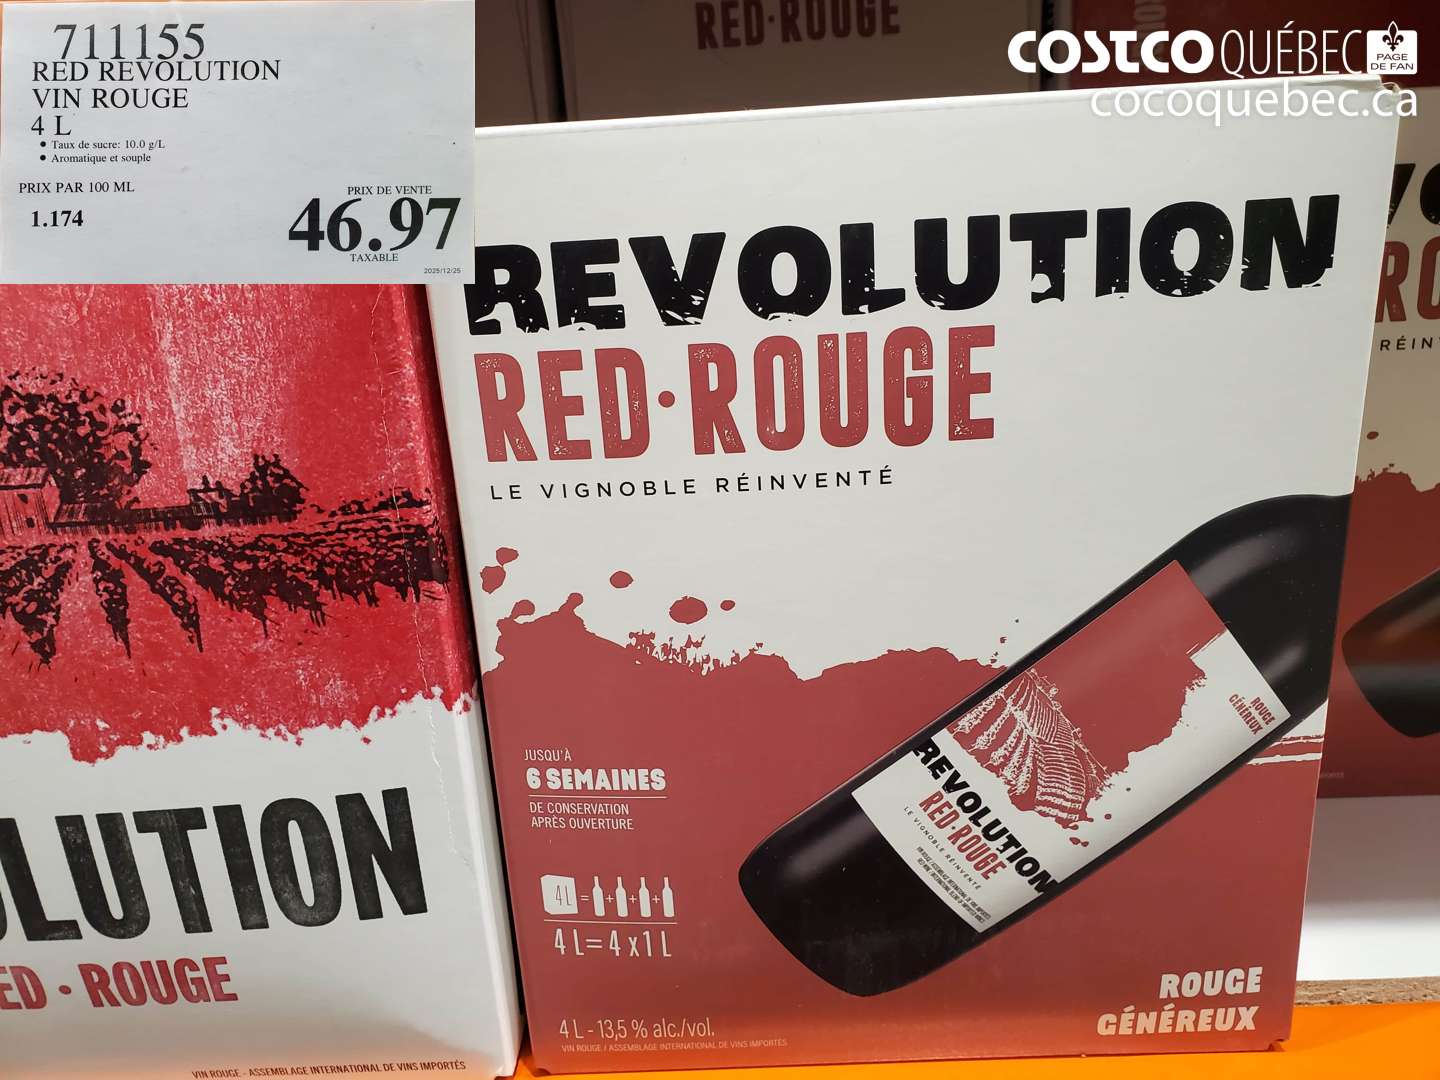 711155
RED REVOLUTION
VIN ROUGE
4 L
• Taux de sucre: 10.0 g/L
• Aromatique et souple
PRIX PAR 100 ML
1.174
PRIX DE VENTE
46.97
TAXABLE
2025/12/25
RED·ROUGE
COSTCO QUÉBEC PAGE DE FAN
cocoquebec.ca
REVOLUTION
RED·ROUGE
LE VIGNOBLE RÉINVENTÉ
JUSQU'À
6 SEMAINES
DE CONSERVATION
APRÈS OUVERTURE
4L = + + +
4 L = 4 x 1 L
4 L - 13,5 % alc./vol.
VIN ROUGE / ASSEMBLAGE INTERNATIONAL DE VINS IMPORTÉS
ROUGE
GÉNÉREUX
ROUGE
GÉNÉREUX
REVOLUTION
RED·ROUGE
LE VIGNOBLE RÉINVENTÉ
OLUTION
ED · ROUGE
VIN ROUGE - ASSEMBLAGE INTERNATIONAL DE VINS IMPORTÉS
RO
RÉIN